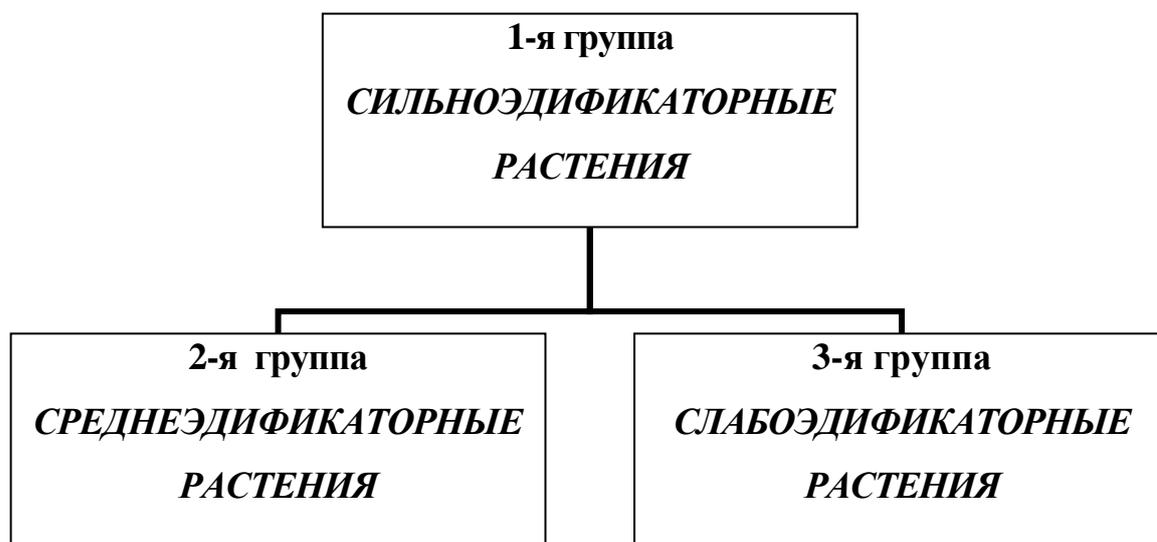 1-я группа
СИЛЬНОЭДИФИКАТОРНЫЕ
РАСТЕНИЯ
2-я группа
СРЕДНЕЭДИФИКАТОРНЫЕ
РАСТЕНИЯ
3-я группа
СЛАБОЭДИФИКАТОРНЫЕ
РАСТЕНИЯ